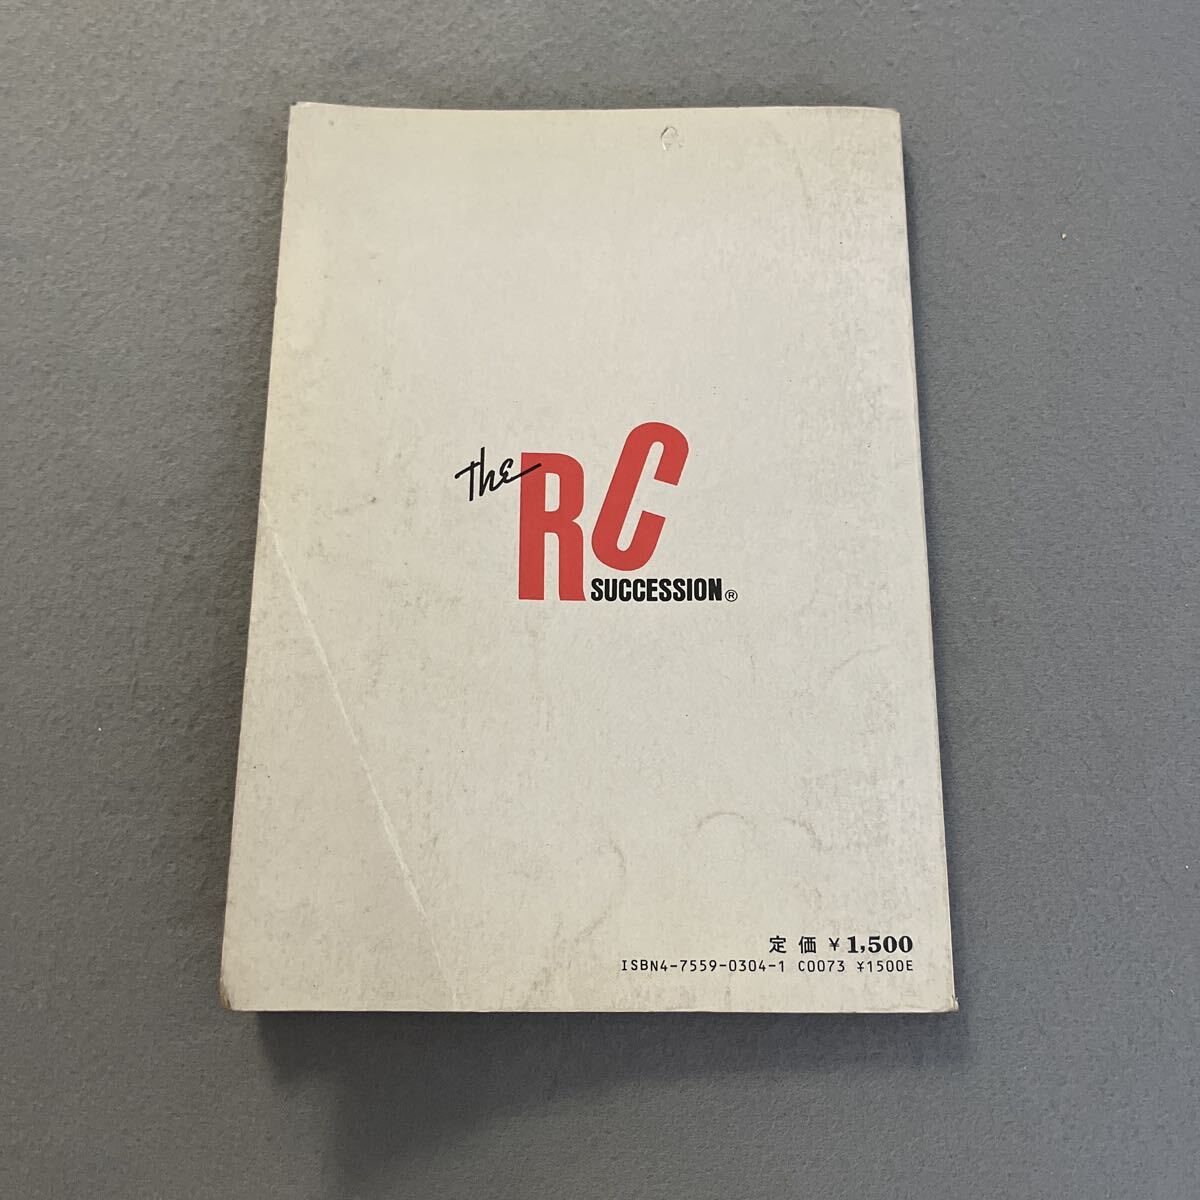 The
RC
SUCCESSION®
定価 ¥1,500
ISBN4-7559-0304-1 C0073 ¥1500E